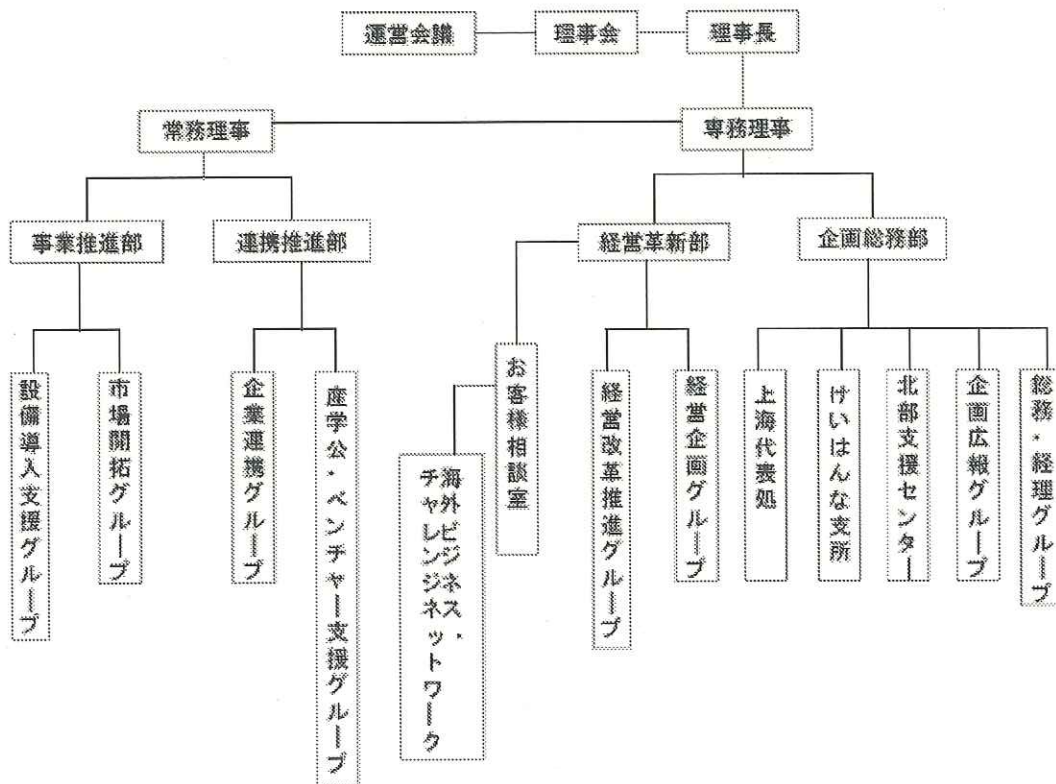 運営会議
理事会
理事長
常務理事
専務理事
事業推進部
連携推進部
経営革新部
企画総務部
設備導入支援グループ
市場開拓グループ
企業連携グループ
座学公・ベンチャー支援グループ
お客様相談室
海外ビジネス・
チャレンジネットワーク
経営改革推進グループ
経営企画グループ
上海代表処
けいはんな支所
北部支援センター
企画広報グループ
総務・経理グループ